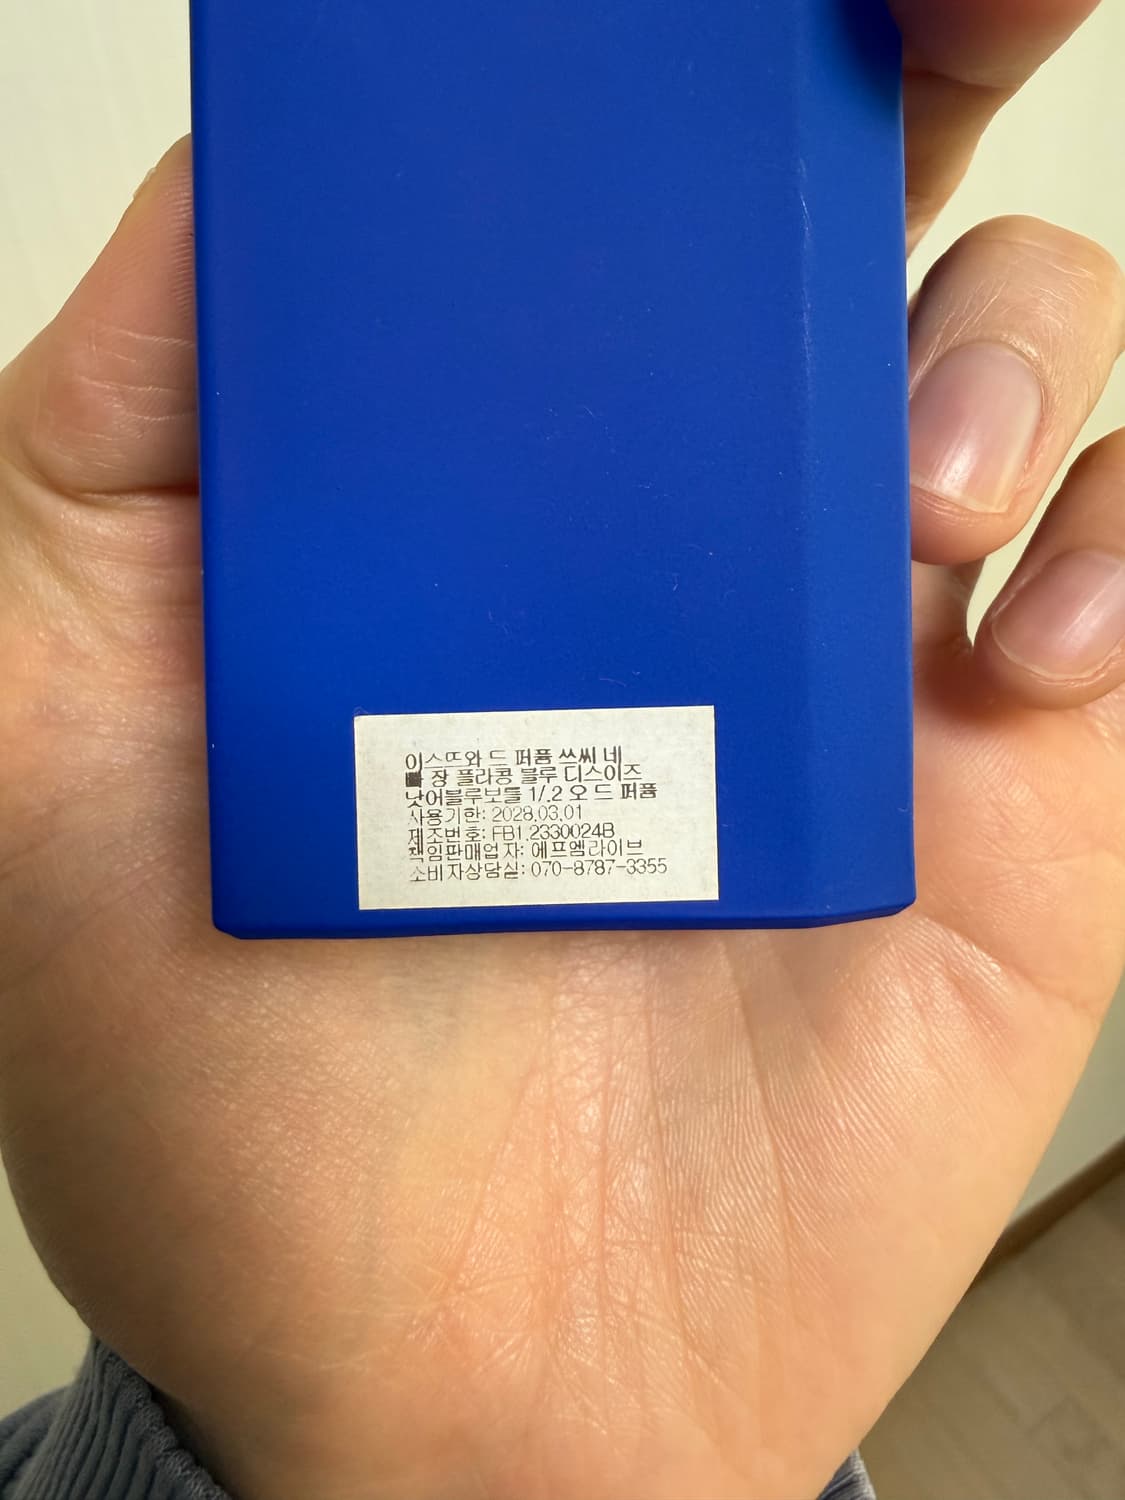 이스뜨와 드 퍼퓸 쓰씨 네
빠 장 플라콩 블루 디스이즈
낫어블루보틀 1/.2 오 드 퍼퓸
사용기한: 2028.03.01
제조번호: FB1.2330024B
책임판매업자: 에프엠라이브
소비자상담실: 070-8787-3355